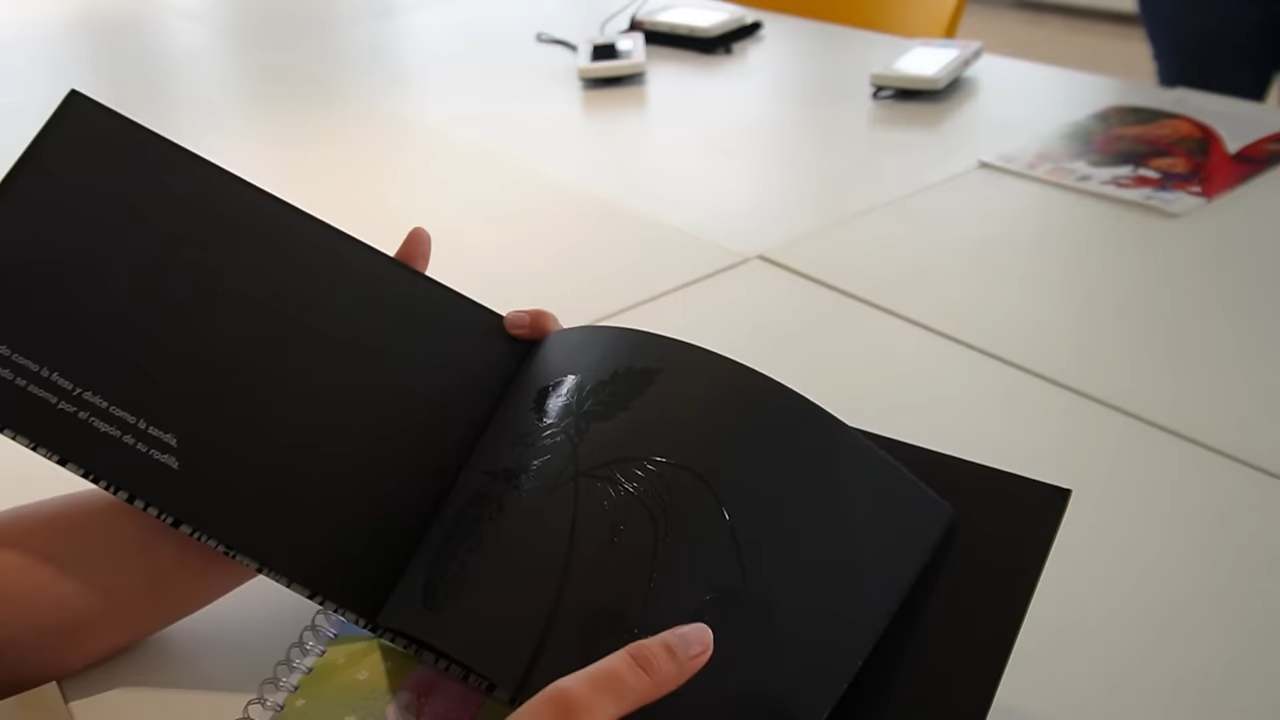 como la fresa y dulce como la sandía,
se asoma por el raspón de su rodilla.